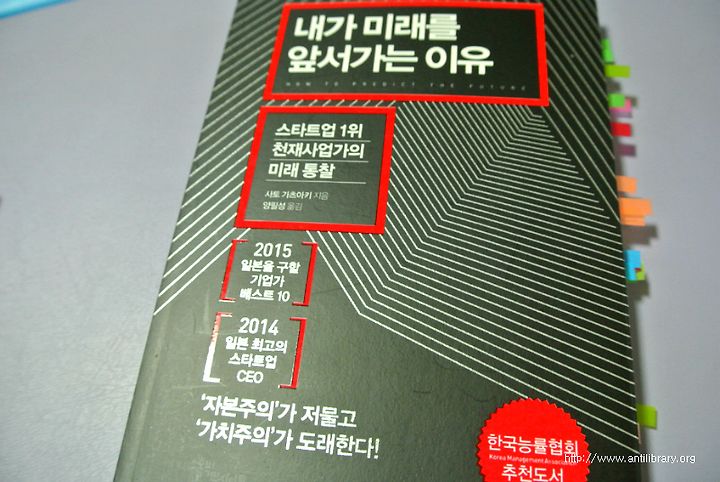 내가 미래를
앞서가는 이유
HOW TO PREDICT THE FUTURE
스타트업 1위
천재사업가의
미래 통찰
사토 가츠아키 지음
양필성 옮김
2015
일본을 구할
기업가
베스트 10
2014
일본 최고의
스타트업
CEO
‘자본주의’가 저물고
‘가치주의’가 도래한다!
한국능률협회
Korea Management Association
추천도서
http://www.antilibrary.org